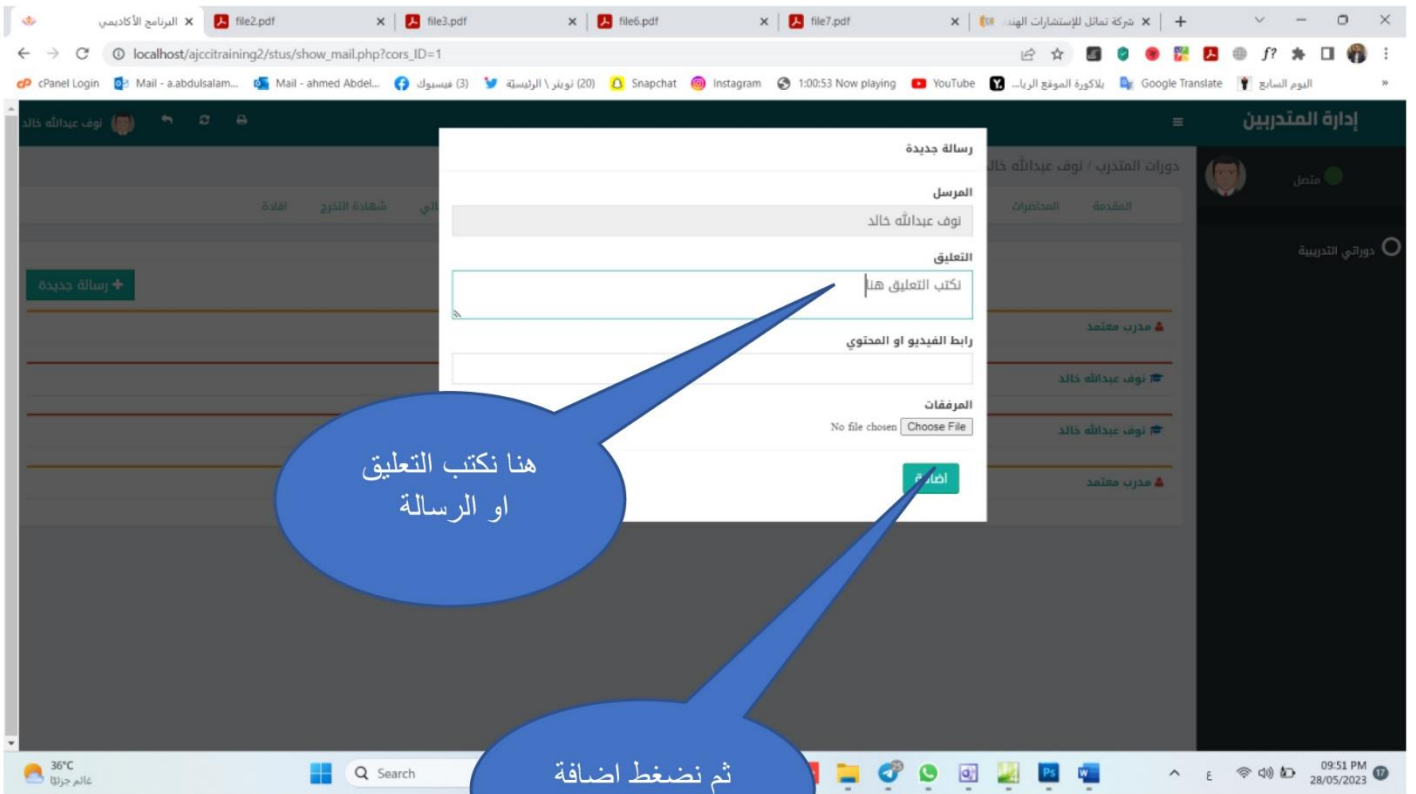 البرنامج الأكاديمي
file2.pdf
file3.pdf
file6.pdf
file7.pdf
شركة تماثل للإستشارات الهند
localhost/ajccitraining2/stus/show_mail.php?cors_ID=1
cPanel Login
Mail - a.abdulsalam...
Mail - ahmed Abdel...
(3) فيسبوك
(20) تويتر \ الرئيسيّة
Snapchat
Instagram
1:00:53 Now playing
YouTube
بلاكورة الموقع الريا...
Google Translate
اليوم السابع
إدارة المتدربين
نوف عبدالله خالد
متصل
دوراتي التدريبية
دورات المتدرب / نوف عبدالله خالد
المقدمة
المحاضرات
شهادة التخرج
افادة
+ رسالة جديدة
رسالة جديدة
المرسل
نوف عبدالله خالد
التعليق
نكتب التعليق هنا
رابط الفيديو او المحتوي
المرفقات
Choose File No file chosen
اضافة
مدرب معتمد
نوف عبدالله خالد
نوف عبدالله خالد
مدرب معتمد
هنا نكتب التعليق
او الرسالة
ثم نضغط اضافة
36°C
غائم جزئيًا
Search
ع
09:51 PM
28/05/2023
17